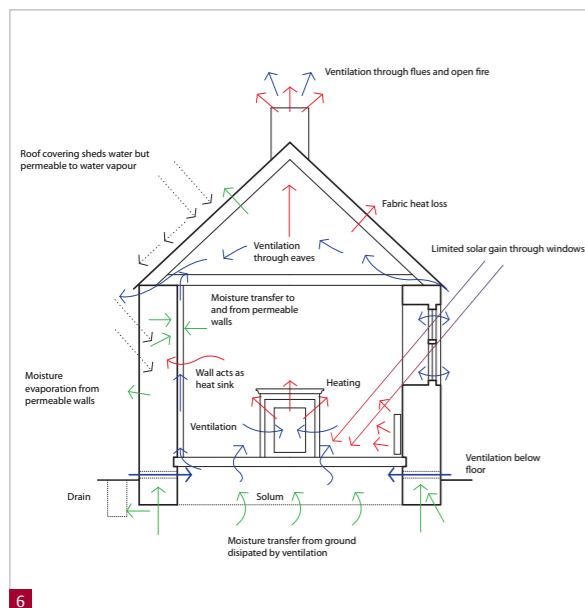 Ventilation through flues and open fire
Roof covering sheds water but
permeable to water vapour
Fabric heat loss
Ventilation
through eaves
Limited solar gain through windows
Moisture transfer to
and from permeable
walls
Moisture
evaporation from
permeable walls
Wall acts as
heat sink
Heating
Ventilation
Ventilation below
floor
Drain
Solum
Moisture transfer from ground
disipated by ventilation
6